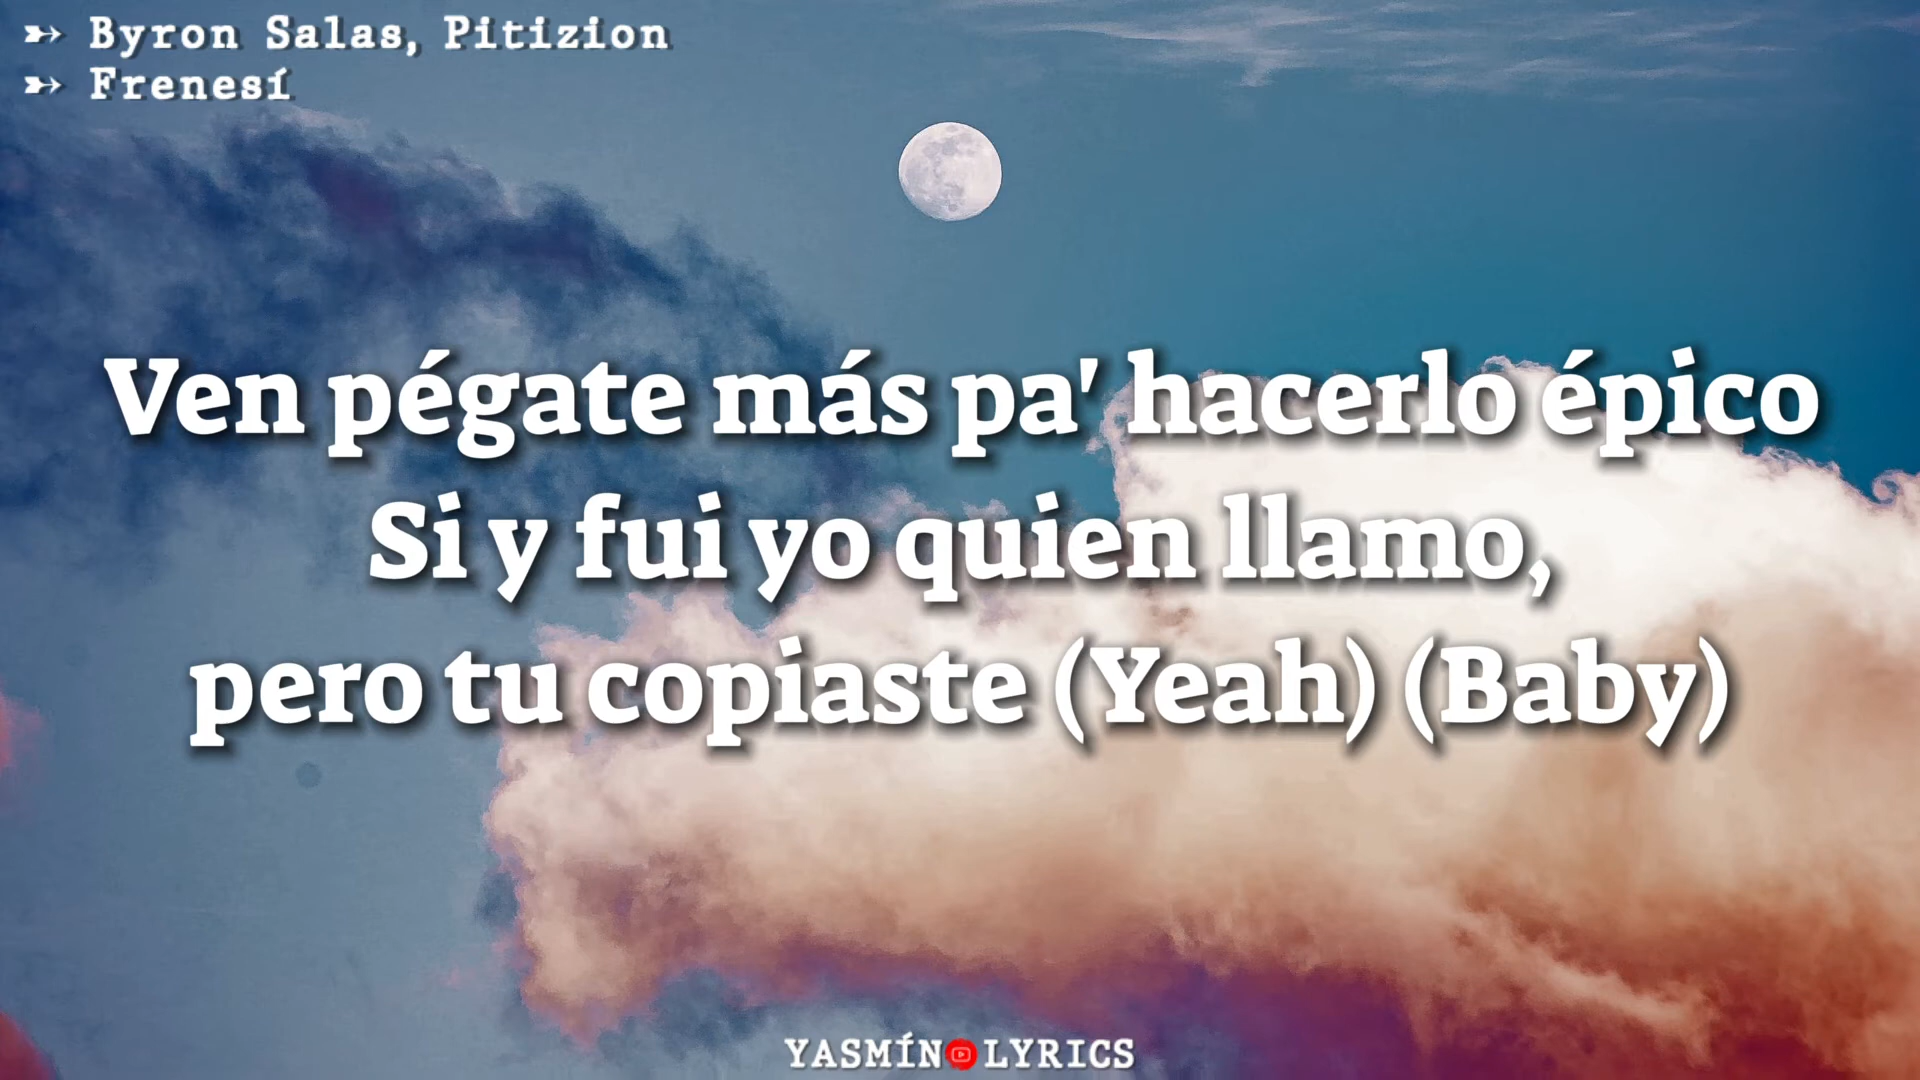 ➳ Byron Salas, Pitizion
➳ Frenesí
Ven pégate más pa' hacerlo épico
Si y fui yo quien llamo,
pero tu copiaste (Yeah) (Baby)
YASMÍN LYRICS